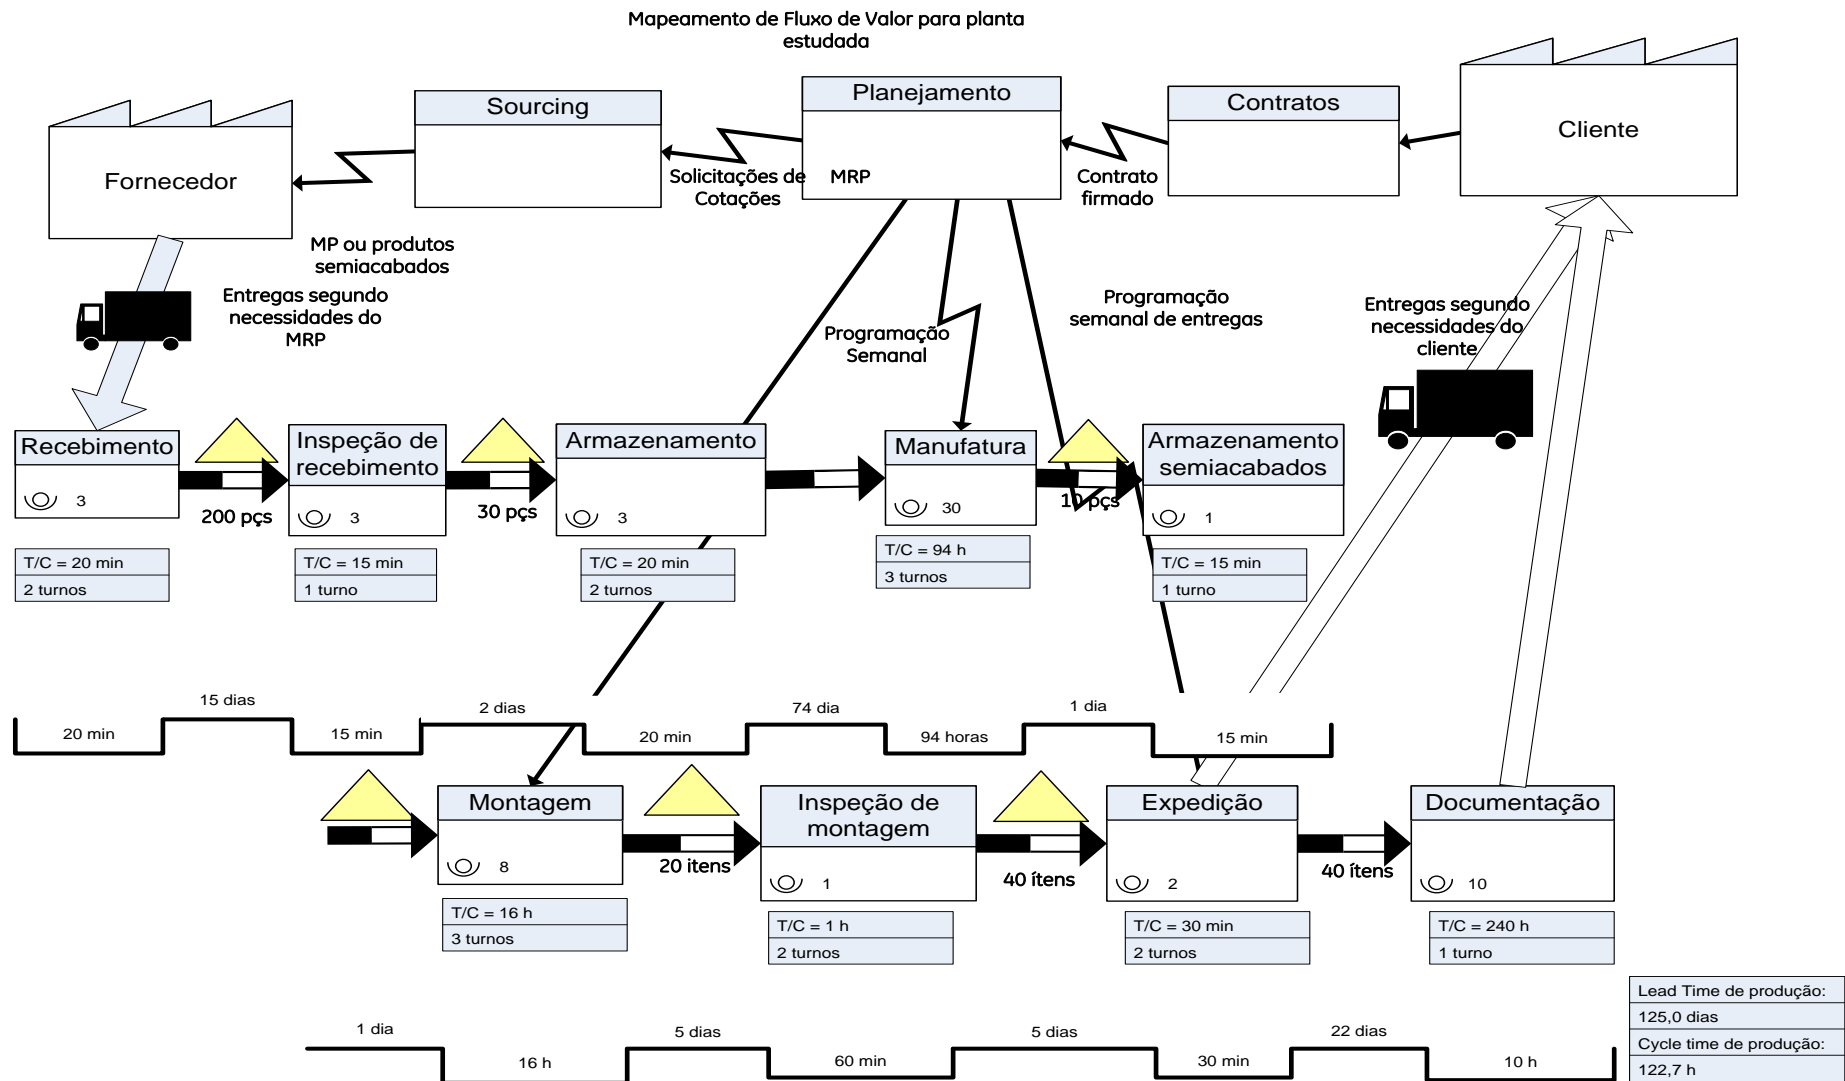 Mapeamento de Fluxo de Valor para planta
estudada
Fornecedor
Sourcing
Planejamento
MRP
Contratos
Cliente
Solicitações de
Cotações
Contrato
firmado
MP ou produtos
semiacabados
Entregas segundo
necessidades do
MRP
Programação
Semanal
Programação
semanal de entregas
Entregas segundo
necessidades do
cliente
Recebimento
3
200 pçs
Inspeção de
recebimento
3
30 pçs
Armazenamento
3
Manufatura
30
10 pçs
Armazenamento
semiacabados
1
T/C = 20 min
2 turnos
T/C = 15 min
1 turno
T/C = 20 min
2 turnos
T/C = 94 h
3 turnos
T/C = 15 min
1 turno
20 min
15 dias
15 min
2 dias
20 min
74 dia
94 horas
1 dia
15 min
Montagem
8
20 itens
Inspeção de
montagem
1
40 ítens
Expedição
2
40 ítens
Documentação
10
T/C = 16 h
3 turnos
T/C = 1 h
2 turnos
T/C = 30 min
2 turnos
T/C = 240 h
1 turno
1 dia
16 h
5 dias
60 min
5 dias
30 min
22 dias
10 h
Lead Time de produção:
125,0 dias
Cycle time de produção:
122,7 h